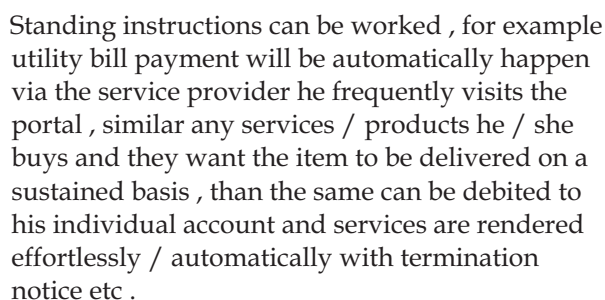 Standing instructions can be worked , for example
utility bill payment will be automatically happen
via the service provider he frequently visits the
portal , similar any services / products he / she
buys and they want the item to be delivered on a
sustained basis , than the same can be debited to
his individual account and services are rendered
effortlessly / automatically with termination
notice etc .